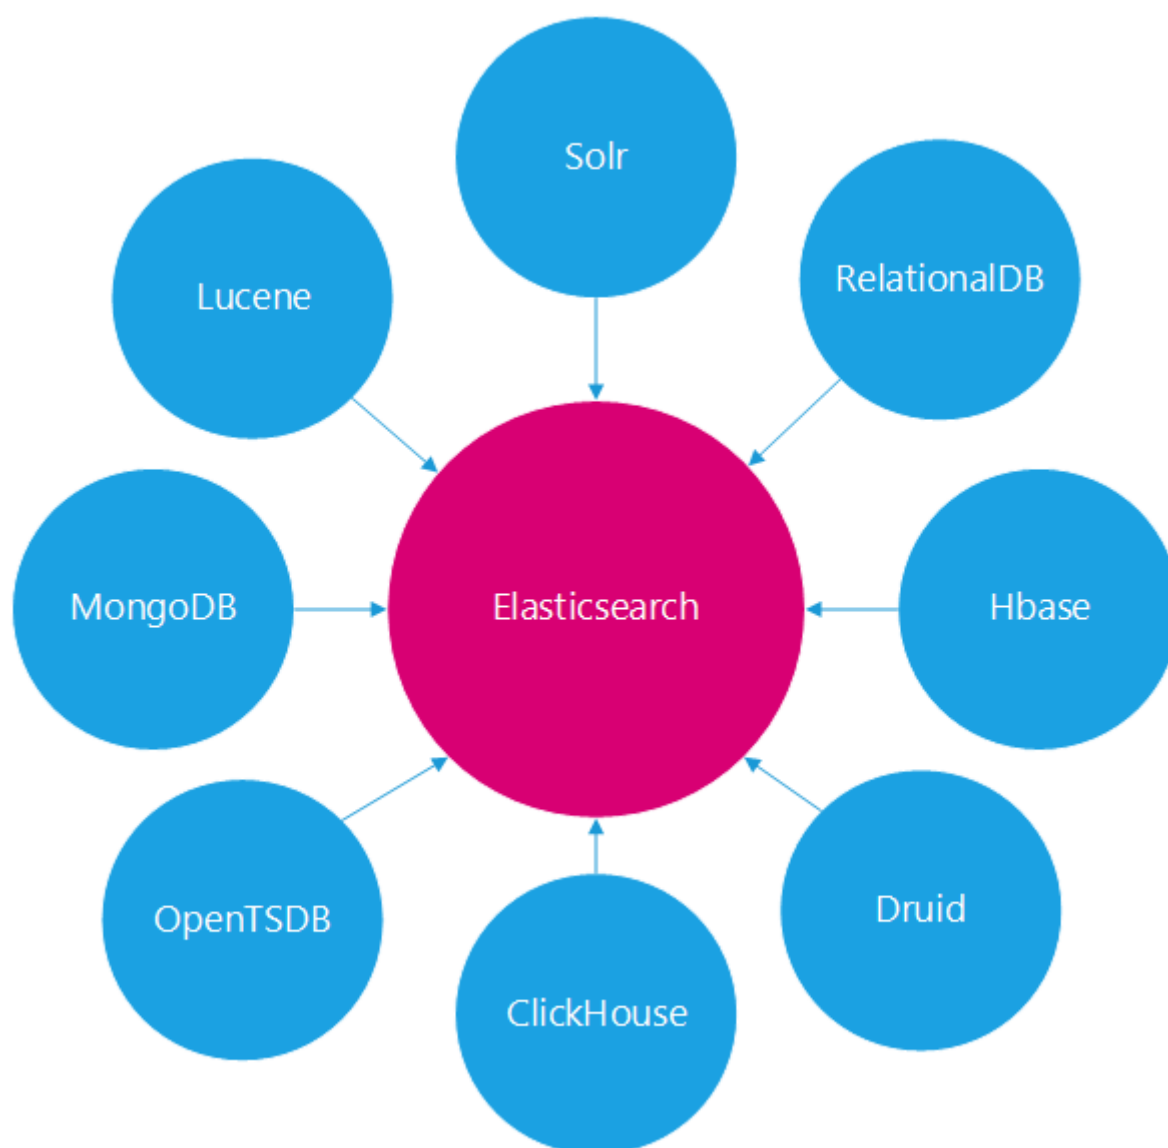 Solr
RelationalDB
Lucene
MongoDB
Elasticsearch
Hbase
OpenTSDB
Druid
ClickHouse